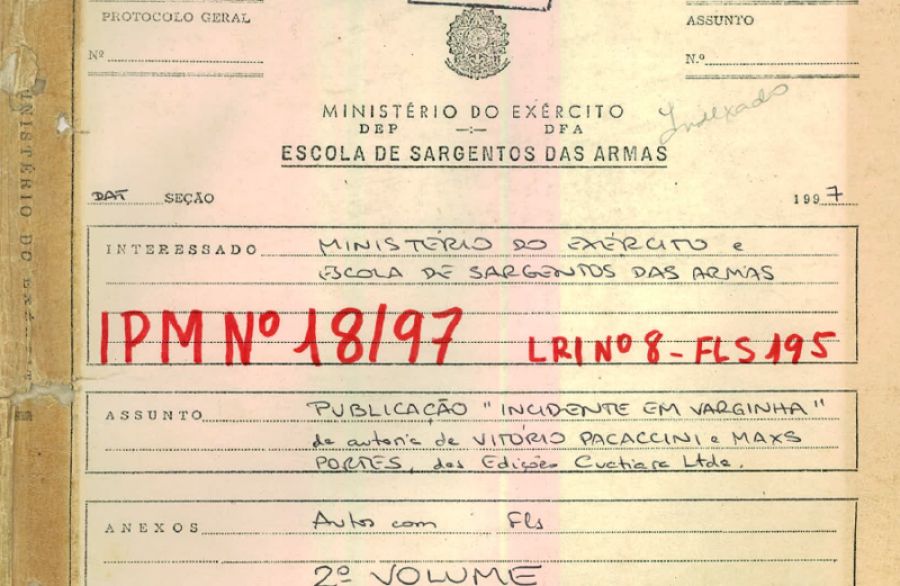 PROTOCOLO GERAL
Nº
ASSUNTO
N.º
MINISTÉRIO DO EXÉRCITO
DEP —:— DFA
ESCOLA DE SARGENTOS DAS ARMAS
Indexado
DAT SEÇÃO
1997
INTERESSADO MINISTÉRIO DO EXÉRCITO e
ESCOLA DE SARGENTOS DAS ARMAS
IPM Nº 18/97 LRI Nº 8 - FLS 195
ASSUNTO PUBLICAÇÃO "INCIDENTE EM VARGINHA"
de autoria de VITÓRIO PACACCINI e MAXS
PORTES, das Edições Cuatiara Ltda.
ANEXOS Autos com Fls
2º VOLUME
MINISTÉRIO DO